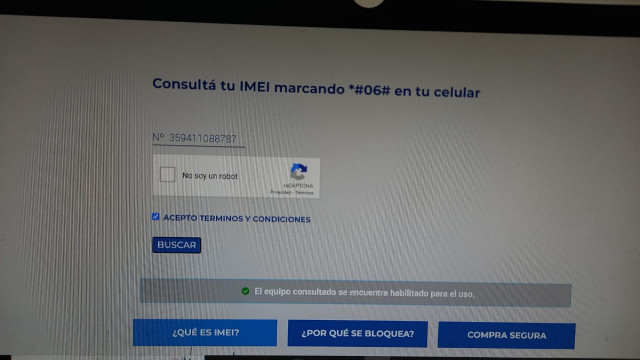 Consultá tu IMEI marcando *#06# en tu celular
Nº 359411088787
No soy un robot
reCAPTCHA
Privacidad - Términos
ACEPTO TERMINOS Y CONDICIONES
BUSCAR
El equipo consultado se encuentra habilitado para el uso.
¿QUÉ ES IMEI?
¿POR QUÉ SE BLOQUEA?
COMPRA SEGURA